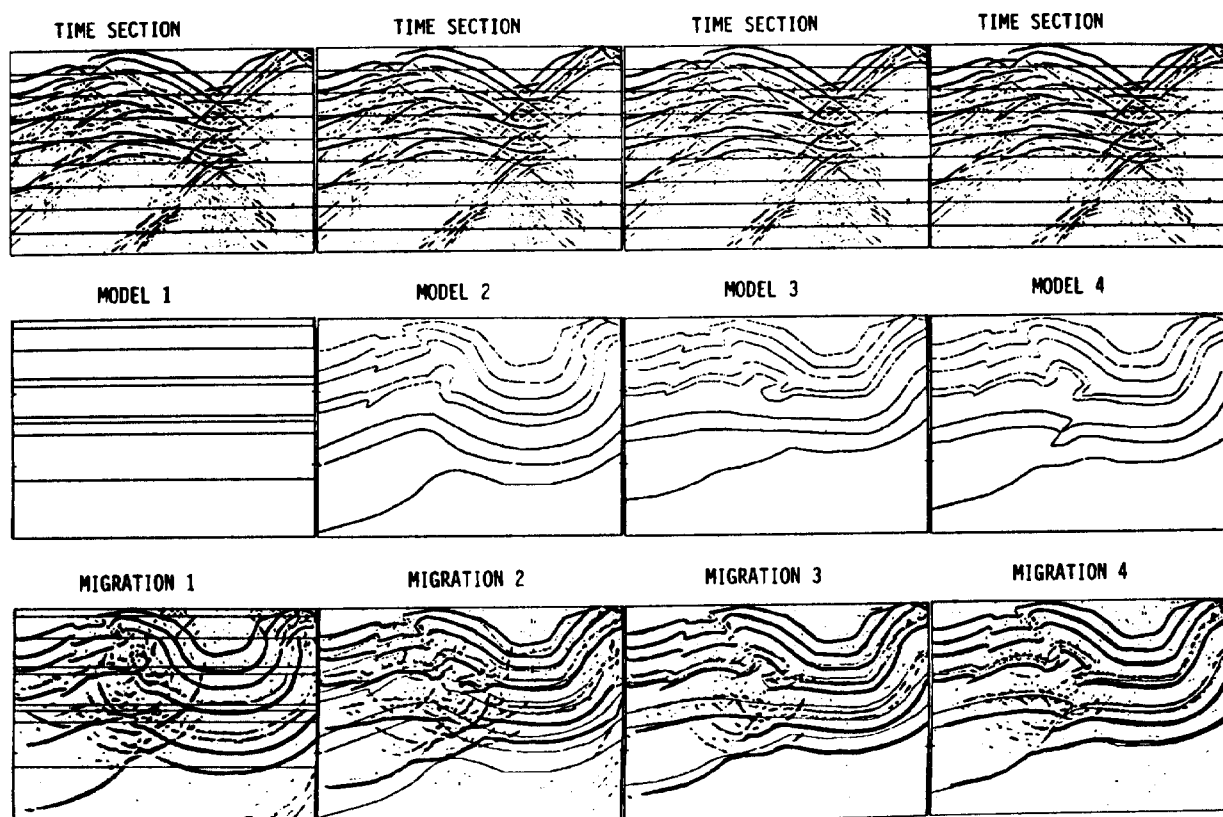 TIME SECTION
TIME SECTION
TIME SECTION
TIME SECTION
MODEL 1
MODEL 2
MODEL 3
MODEL 4
MIGRATION 1
MIGRATION 2
MIGRATION 3
MIGRATION 4